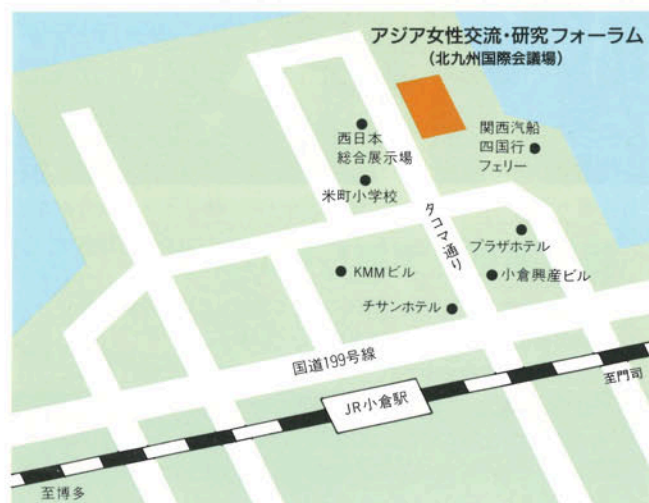 アジア女性交流・研究フォーラム
（北九州国際会議場）
西日本
総合展示場
関西汽船
四国行
フェリー
米町小学校
タコマ通り
プラザホテル
KMMビル
小倉興産ビル
チサンホテル
国道199号線
至門司
JR小倉駅
至博多